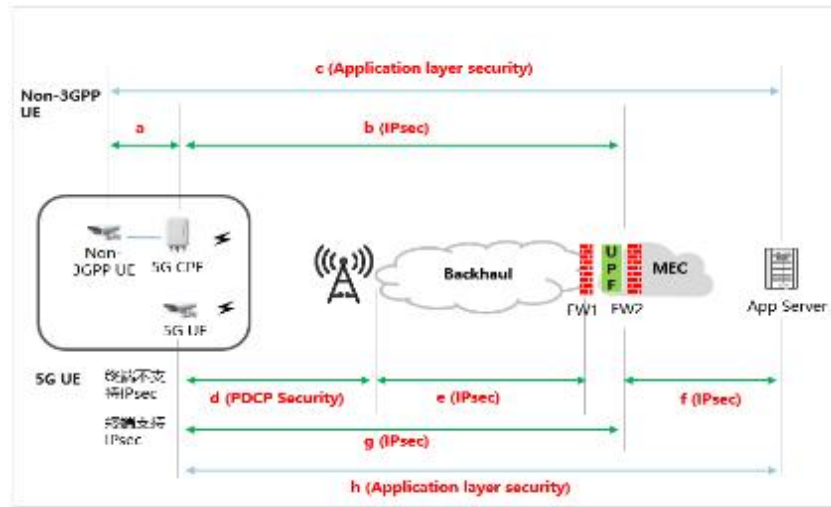 c (Application layer security)
Non-3GPP
UE
a
b (IPsec)
Non-
3GPP UE
5G CPE
5G UE
Backhaul
UPF
MEC
FW1
FW2
App Server
5G UE
终端不支
持IPsec
d (PDCP Security)
e (IPsec)
f (IPsec)
终端支持
IPsec
g (IPsec)
h (Application layer security)